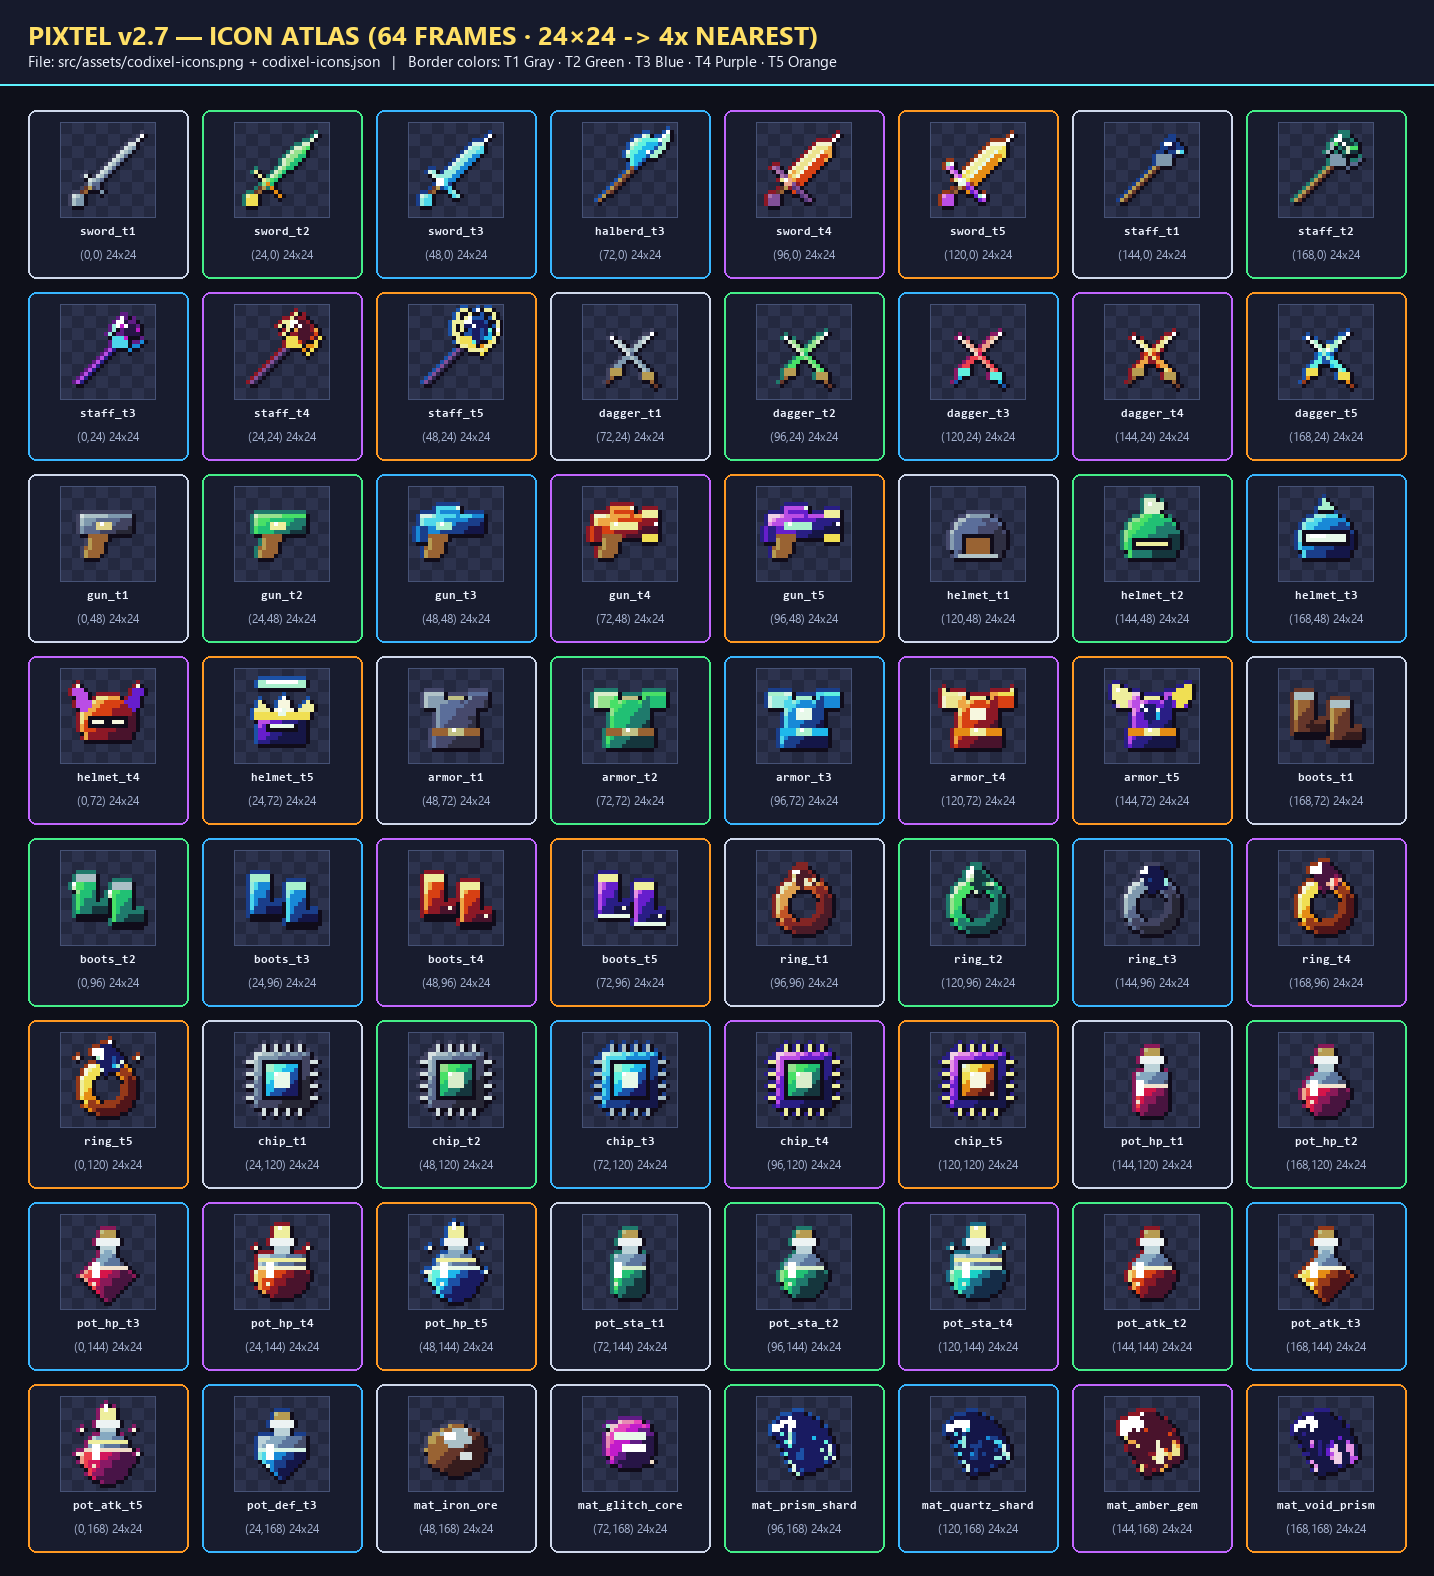 PIXTEL v2.7 — ICON ATLAS (64 FRAMES · 24×24 -> 4x NEAREST)
File: src/assets/codixel-icons.png + codixel-icons.json | Border colors: T1 Gray · T2 Green · T3 Blue · T4 Purple · T5 Orange
sword_t1 sword_t2 sword_t3 halberd_t3 sword_t4 sword_t5 staff_t1 staff_t2
(0,0) 24x24 (24,0) 24x24 (48,0) 24x24 (72,0) 24x24 (96,0) 24x24 (120,0) 24x24 (144,0) 24x24 (168,0) 24x24
staff_t3 staff_t4 staff_t5 dagger_t1 dagger_t2 dagger_t3 dagger_t4 dagger_t5
(0,24) 24x24 (24,24) 24x24 (48,24) 24x24 (72,24) 24x24 (96,24) 24x24 (120,24) 24x24 (144,24) 24x24 (168,24) 24x24
gun_t1 gun_t2 gun_t3 gun_t4 gun_t5 helmet_t1 helmet_t2 helmet_t3
(0,48) 24x24 (24,48) 24x24 (48,48) 24x24 (72,48) 24x24 (96,48) 24x24 (120,48) 24x24 (144,48) 24x24 (168,48) 24x24
helmet_t4 helmet_t5 armor_t1 armor_t2 armor_t3 armor_t4 armor_t5 boots_t1
(0,72) 24x24 (24,72) 24x24 (48,72) 24x24 (72,72) 24x24 (96,72) 24x24 (120,72) 24x24 (144,72) 24x24 (168,72) 24x24
boots_t2 boots_t3 boots_t4 boots_t5 ring_t1 ring_t2 ring_t3 ring_t4
(0,96) 24x24 (24,96) 24x24 (48,96) 24x24 (72,96) 24x24 (96,96) 24x24 (120,96) 24x24 (144,96) 24x24 (168,96) 24x24
ring_t5 chip_t1 chip_t2 chip_t3 chip_t4 chip_t5 pot_hp_t1 pot_hp_t2
(0,120) 24x24 (24,120) 24x24 (48,120) 24x24 (72,120) 24x24 (96,120) 24x24 (120,120) 24x24 (144,120) 24x24 (168,120) 24x24
pot_hp_t3 pot_hp_t4 pot_hp_t5 pot_sta_t1 pot_sta_t2 pot_sta_t4 pot_atk_t2 pot_atk_t3
(0,144) 24x24 (24,144) 24x24 (48,144) 24x24 (72,144) 24x24 (96,144) 24x24 (120,144) 24x24 (144,144) 24x24 (168,144) 24x24
pot_atk_t5 pot_def_t3 mat_iron_ore mat_glitch_core mat_prism_shard mat_quartz_shard mat_amber_gem mat_void_prism
(0,168) 24x24 (24,168) 24x24 (48,168) 24x24 (72,168) 24x24 (96,168) 24x24 (120,168) 24x24 (144,168) 24x24 (168,168) 24x24